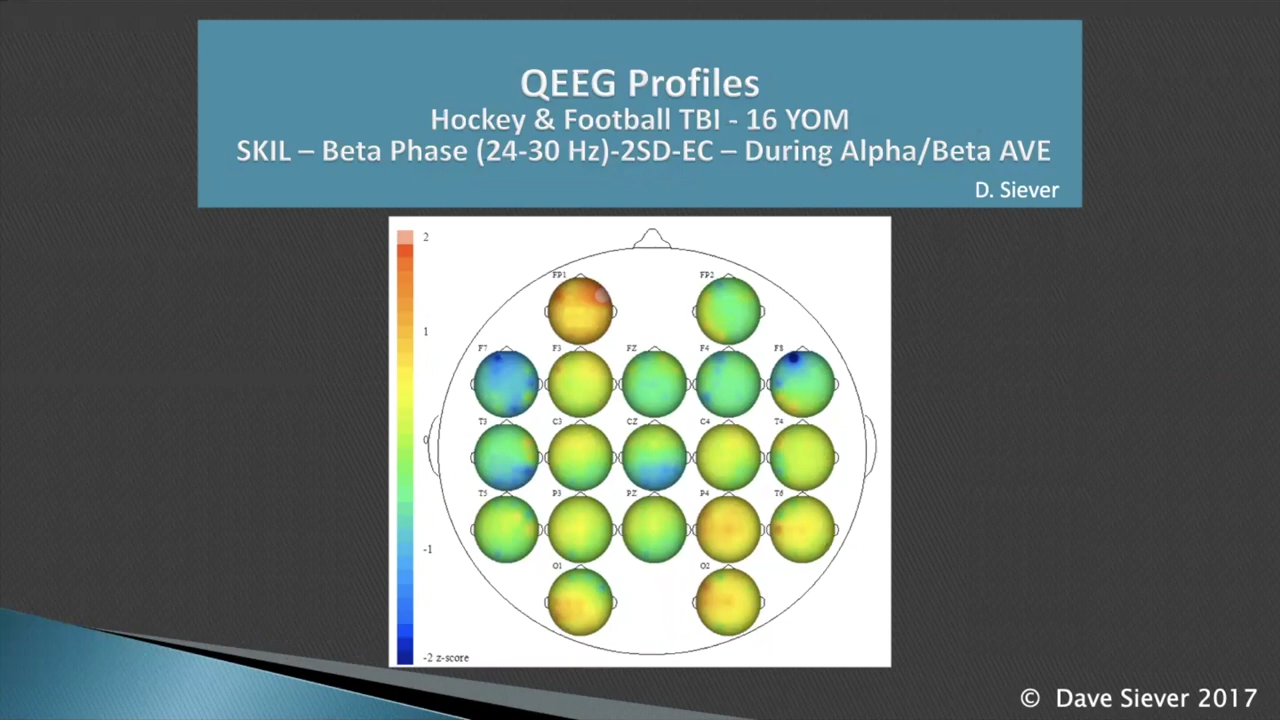 QEEG Profiles
Hockey & Football TBI - 16 YOM
SKIL – Beta Phase (24-30 Hz)-2SD-EC – During Alpha/Beta AVE
D. Siever
2
FP1 FP2
1
F7 F3 FZ F4 F8
T3 C3 CZ C4 T4
0
T5 P3 PZ P4 T6
-1
O1 O2
-2 z-score
© Dave Siever 2017